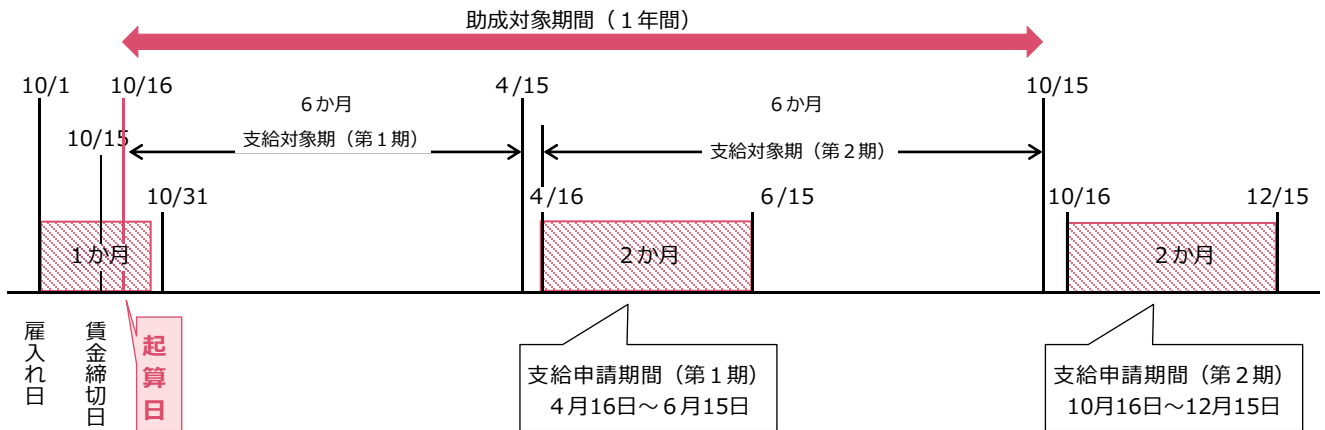 助成対象期間（１年間）
10/1
10/16
４/15
10/15
６か月
６か月
10/15
支給対象期（第１期）
支給対象期（第２期）
10/31
４/16
６/15
10/16
12/15
１か月
２か月
２か月
雇入れ日
賃金締切日
起算日
支給申請期間（第１期）
４月16日～６月15日
支給申請期間（第２期）
10月16日～12月15日